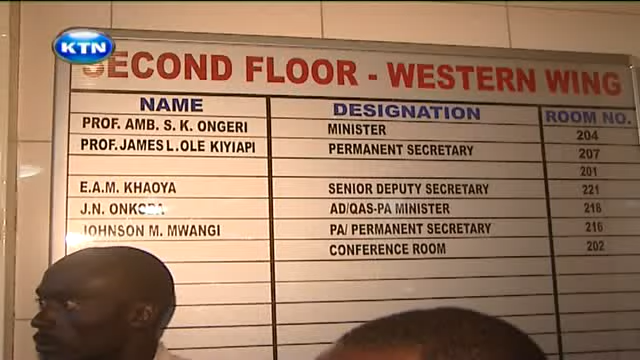 KTN
SECOND FLOOR - WESTERN WING
NAME DESIGNATION ROOM NO.
PROF. AMB. S. K. ONGERI MINISTER 204
PROF. JAMES L. OLE KIYIAPI PERMANENT SECRETARY 207
201
E.A.M. KHAOYA SENIOR DEPUTY SECRETARY 221
J.N. AD/QAS-PA MINISTER 218
JOHNSON M. MWANGI PA/ PERMANENT SECRETARY 216
CONFERENCE ROOM 202